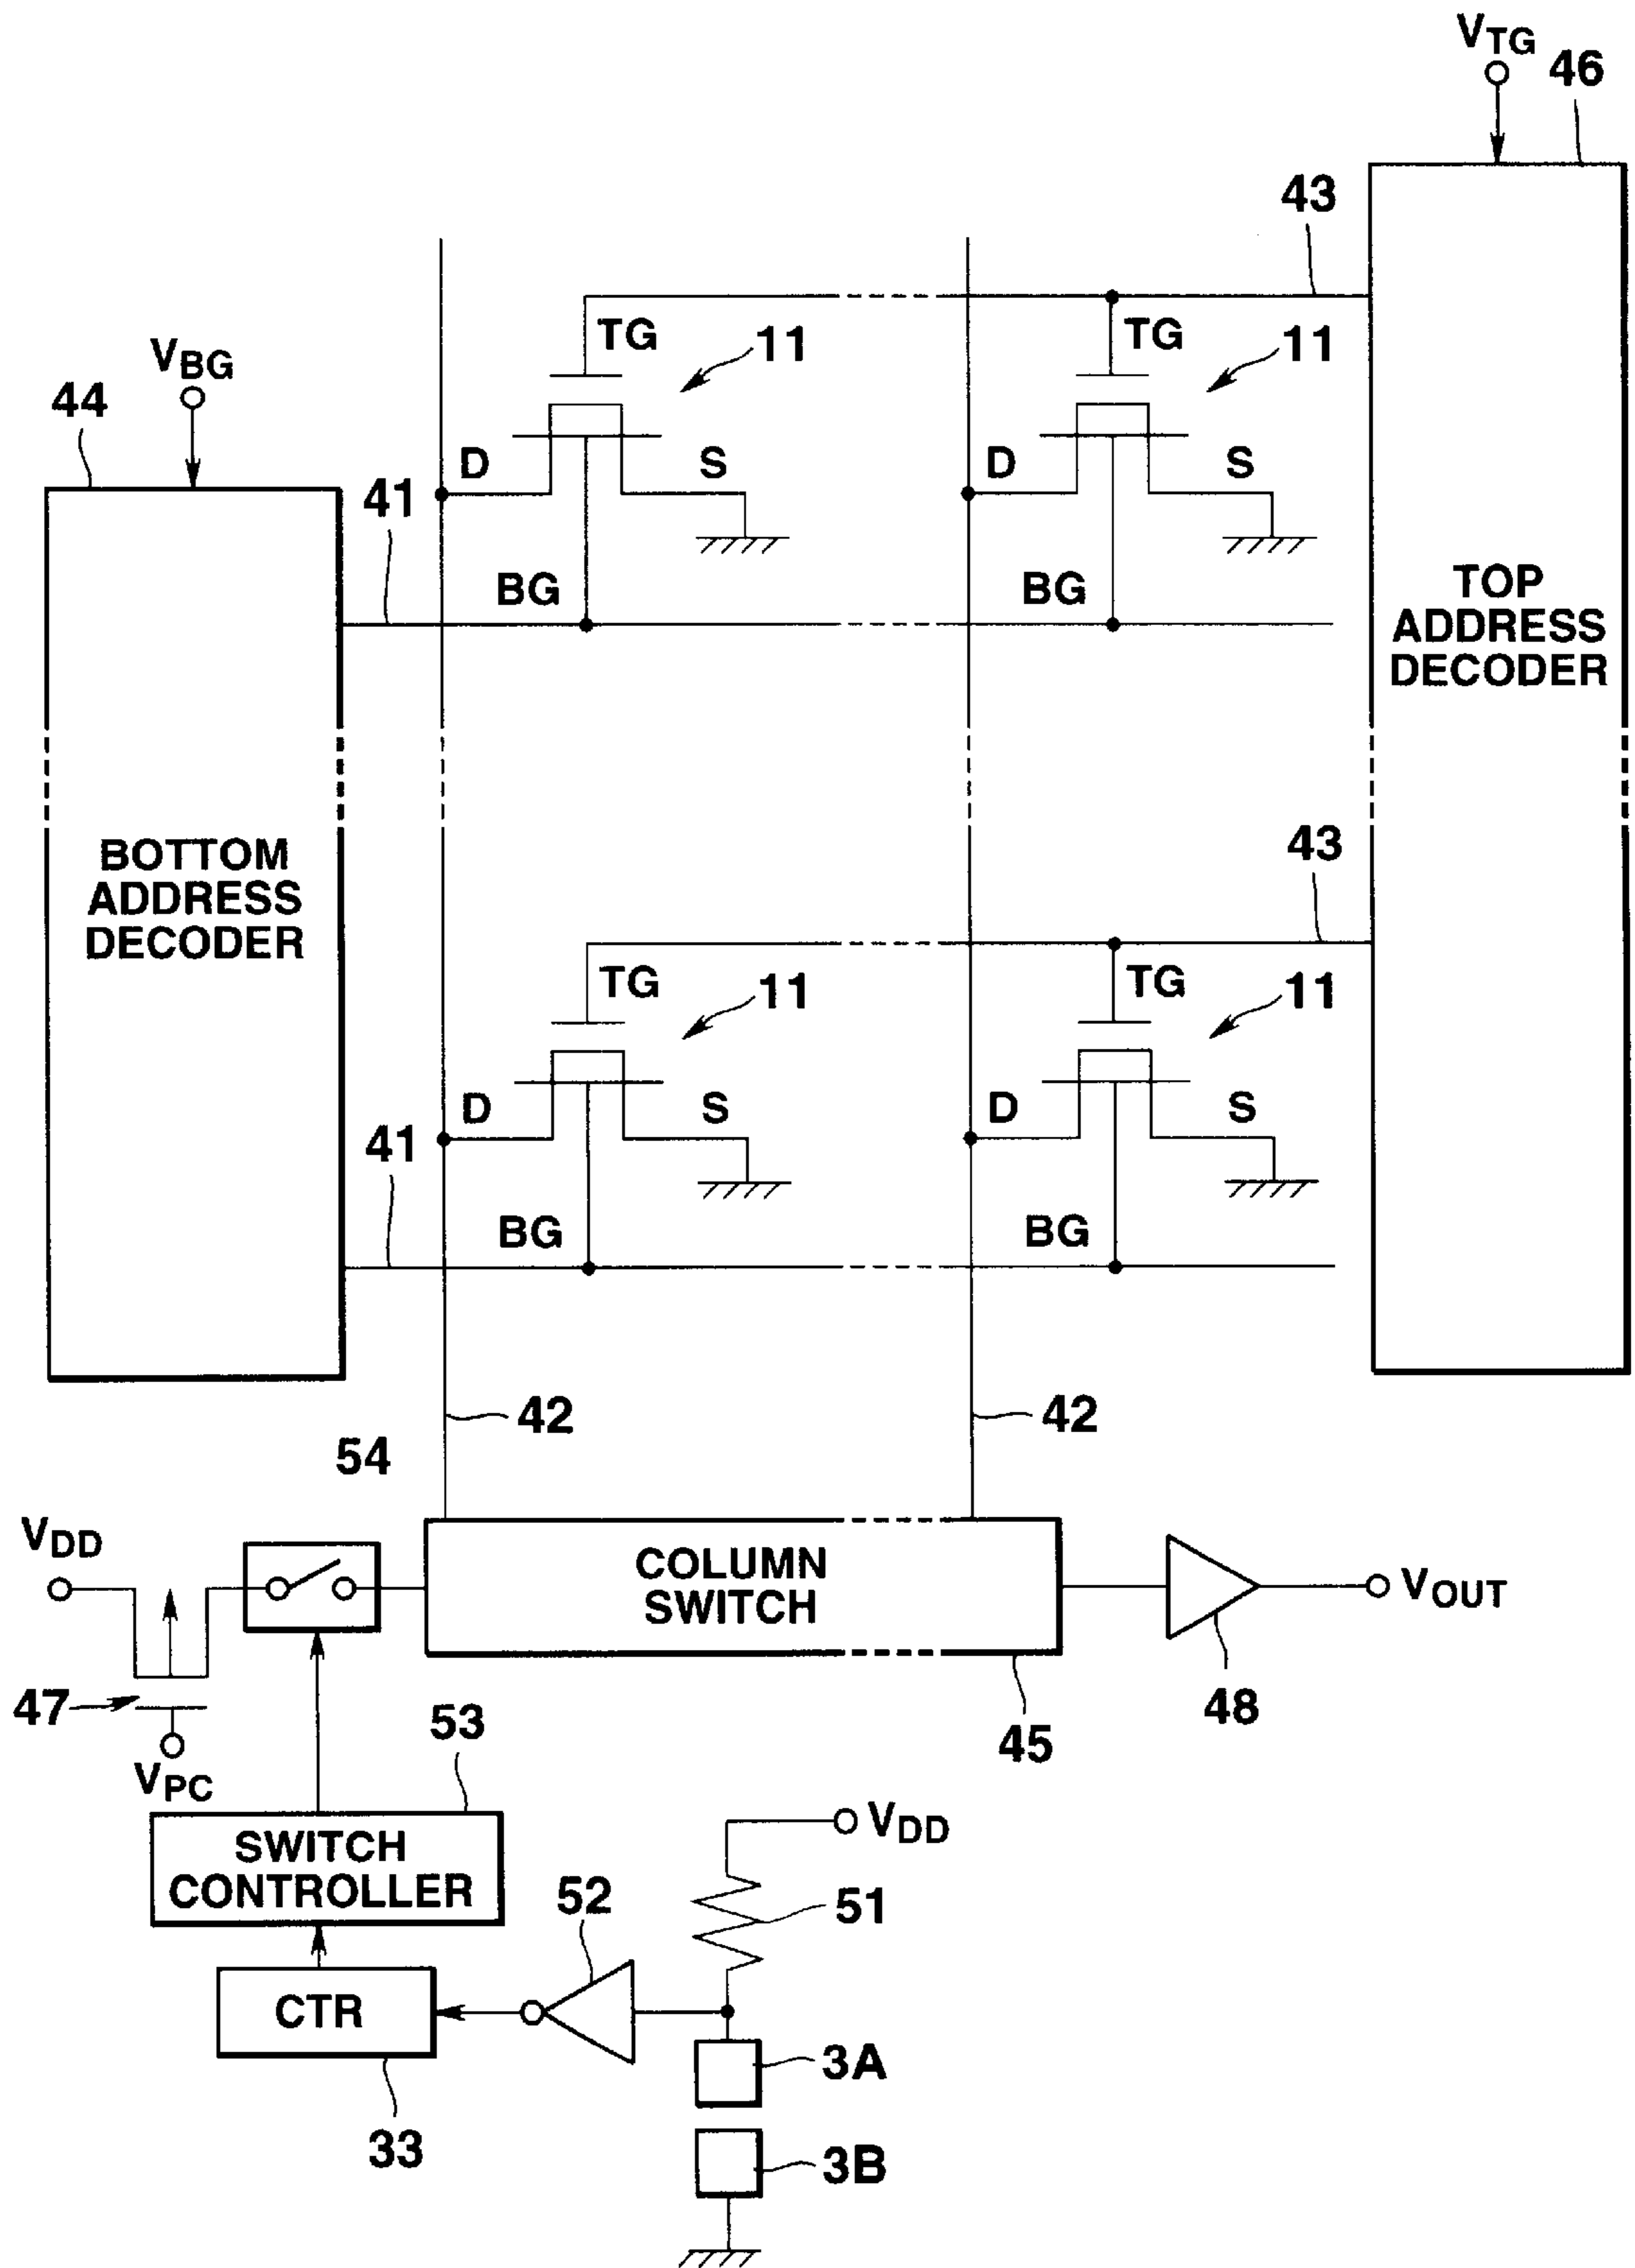 VTG
46
43
TG
11
TG
11
VBG
44
D
S
D
S
41
BG
BG
TOP
ADDRESS
DECODER
BOTTOM
ADDRESS
DECODER
43
TG
11
TG
11
D
S
D
S
41
BG
BG
42
42
54
VDD
COLUMN
SWITCH
VOUT
47
VPC
53
45
48
SWITCH
CONTROLLER
VDD
52
51
CTR
3A
33
3B